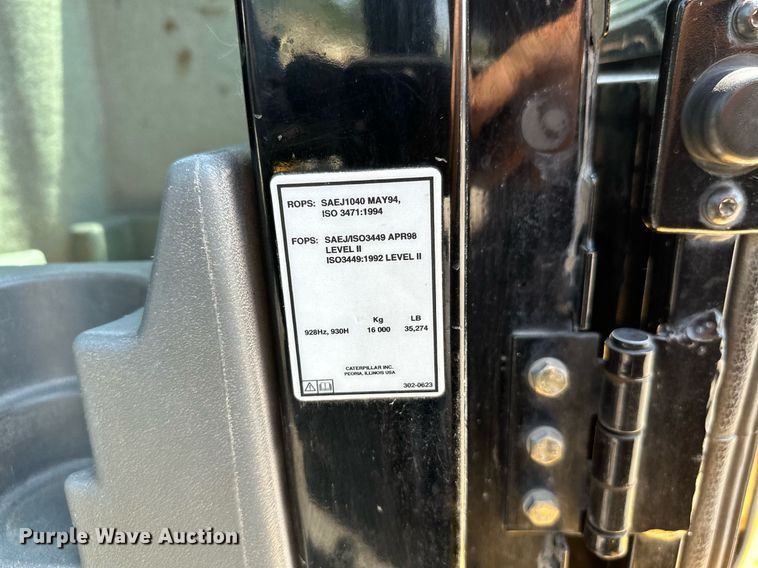 ROPS: SAEJ1040 MAY94,
ISO 3471:1994
FOPS: SAEJ/ISO3449 APR98
LEVEL II
ISO3449:1992 LEVEL II
Kg LB
928Hz, 930H 16 000 35,274
CATERPILLAR INC.
PEORIA, ILLINOIS USA
302-0623
Purple Wave Auction